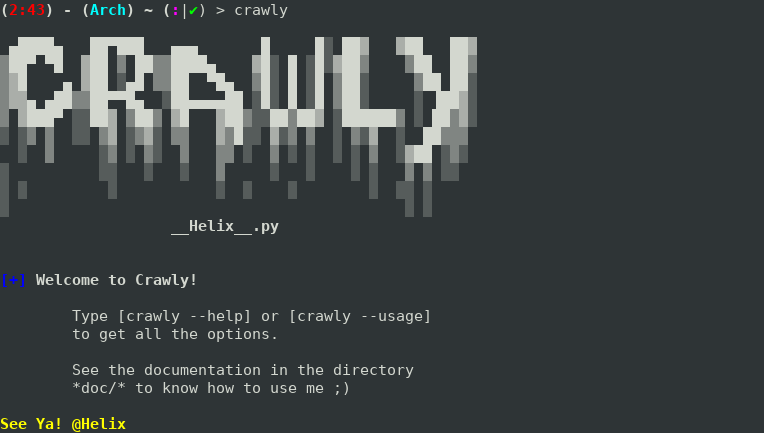 (2:43) - (Arch) ~ (:|✔) > crawly
CRAWLY
__Helix__.py
[+] Welcome to Crawly!
Type [crawly --help] or [crawly --usage]
to get all the options.
See the documentation in the directory
*doc/* to know how to use me ;)
See Ya! @Helix